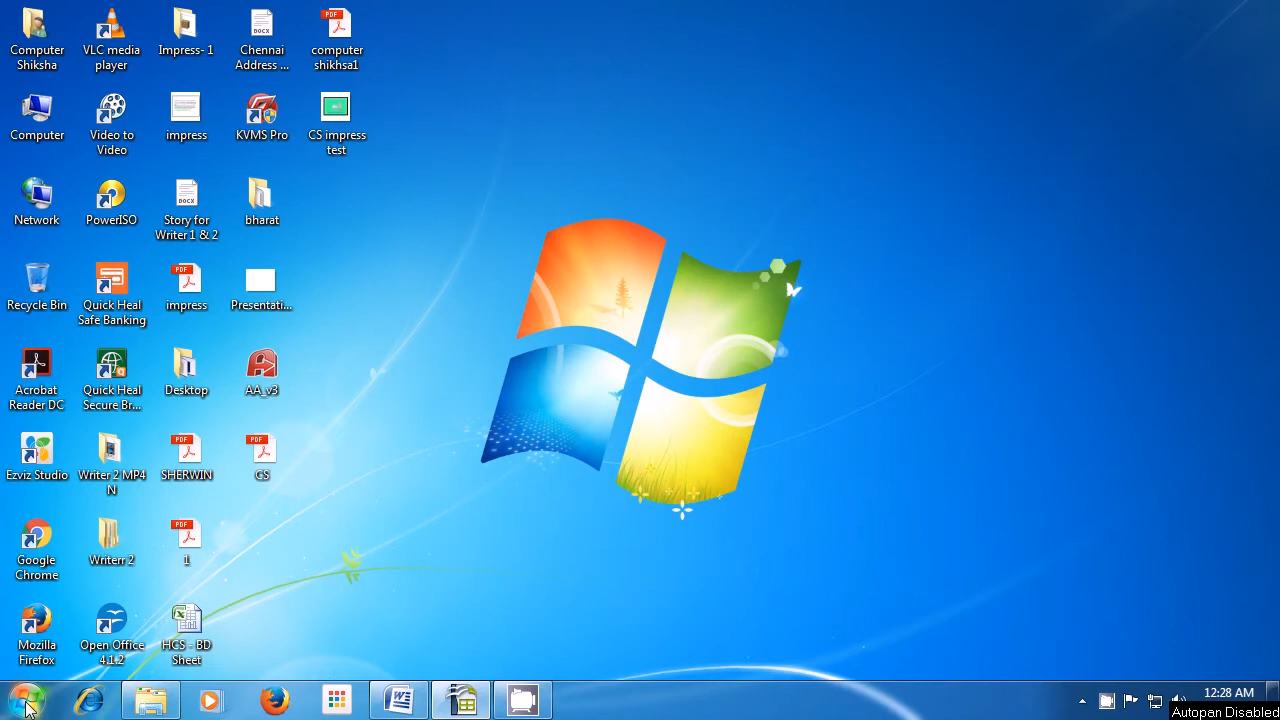 Computer
Shiksha
VLC media
player
Impress- 1
Chennai
Address ...
computer
shikhsa1
Computer
Video to
Video
impress
KVMS Pro
CS impress
test
Network
PowerISO
Story for
Writer 1 & 2
bharat
Recycle Bin
Quick Heal
Safe Banking
impress
Presentati...
Acrobat
Reader DC
Quick Heal
Secure Br...
Desktop
AA_v3
Ezviz Studio
Writer 2 MP4
N
SHERWIN
CS
Google
Chrome
Writerr 2
1
Mozilla
Firefox
Open Office
4.1.2
HCS - BD
Sheet
12:28 AM
Autopan Disabled